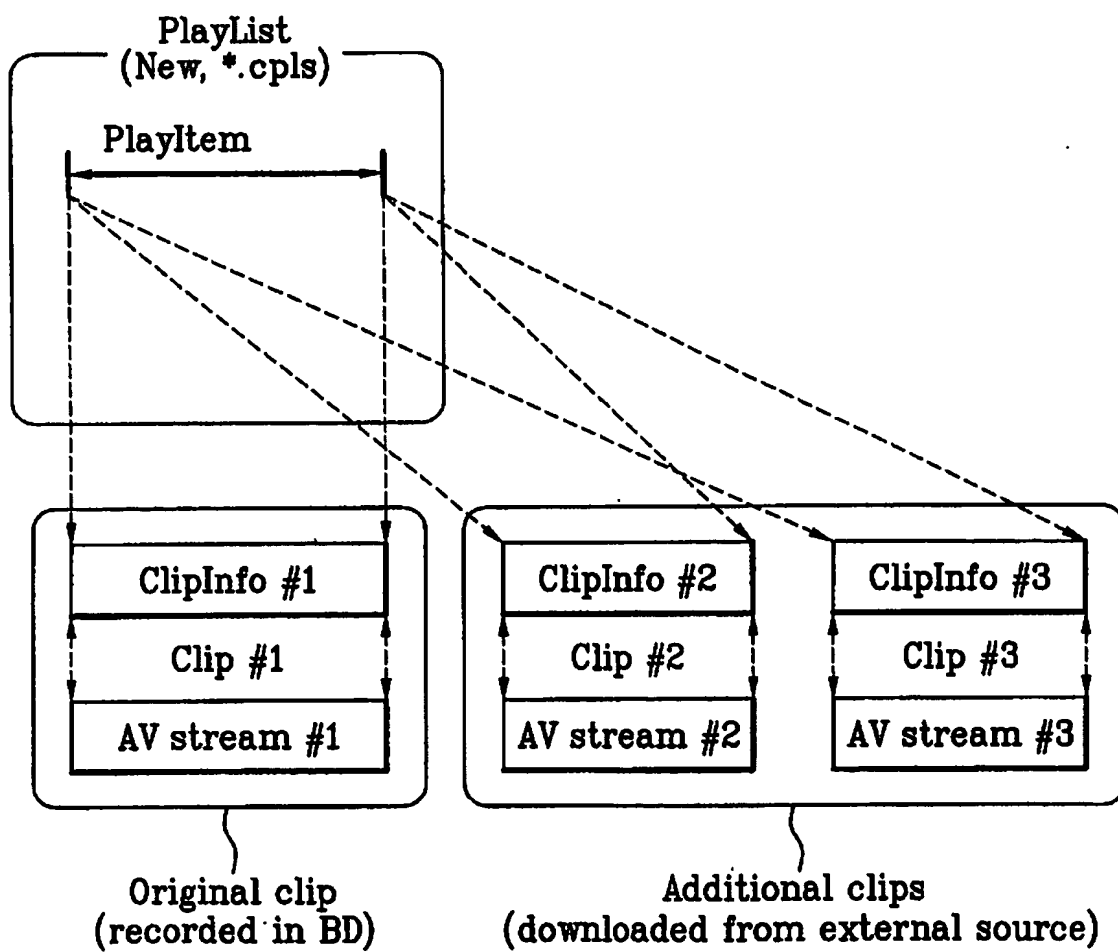 PlayList
(New, *.cpls)
PlayItem
ClipInfo #1
Clip #1
AV stream #1
ClipInfo #2
Clip #2
AV stream #2
ClipInfo #3
Clip #3
AV stream #3
Original clip
(recorded in BD)
Additional clips
(downloaded from external source)